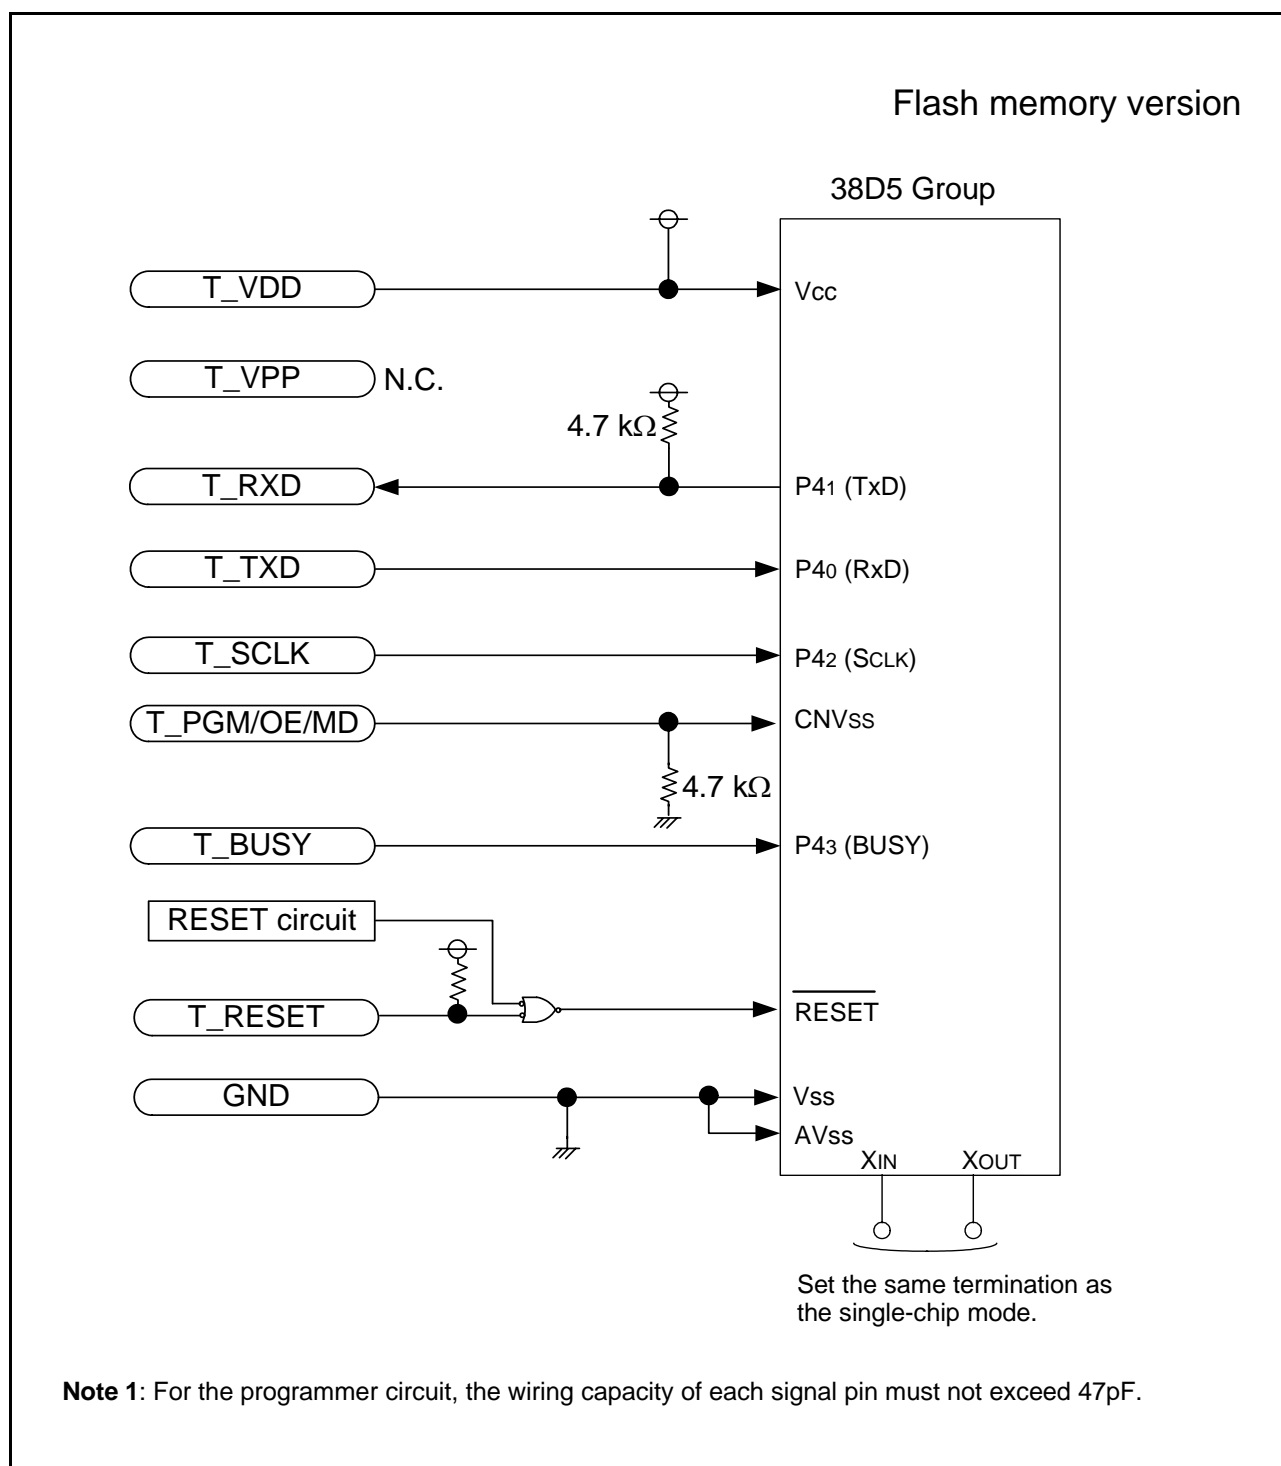 Flash memory version
38D5 Group
T_VDD
Vcc
T_VPP N.C.
4.7 kΩ
T_RXD
P41 (TxD)
T_TXD
P40 (RxD)
T_SCLK
P42 (SCLK)
T_PGM/OE/MD
CNVSS
4.7 kΩ
T_BUSY
P43 (BUSY)
RESET circuit
T_RESET
RESET
GND
Vss
AVss
XIN XOUT
Set the same termination as
the single-chip mode.
Note 1: For the programmer circuit, the wiring capacity of each signal pin must not exceed 47pF.